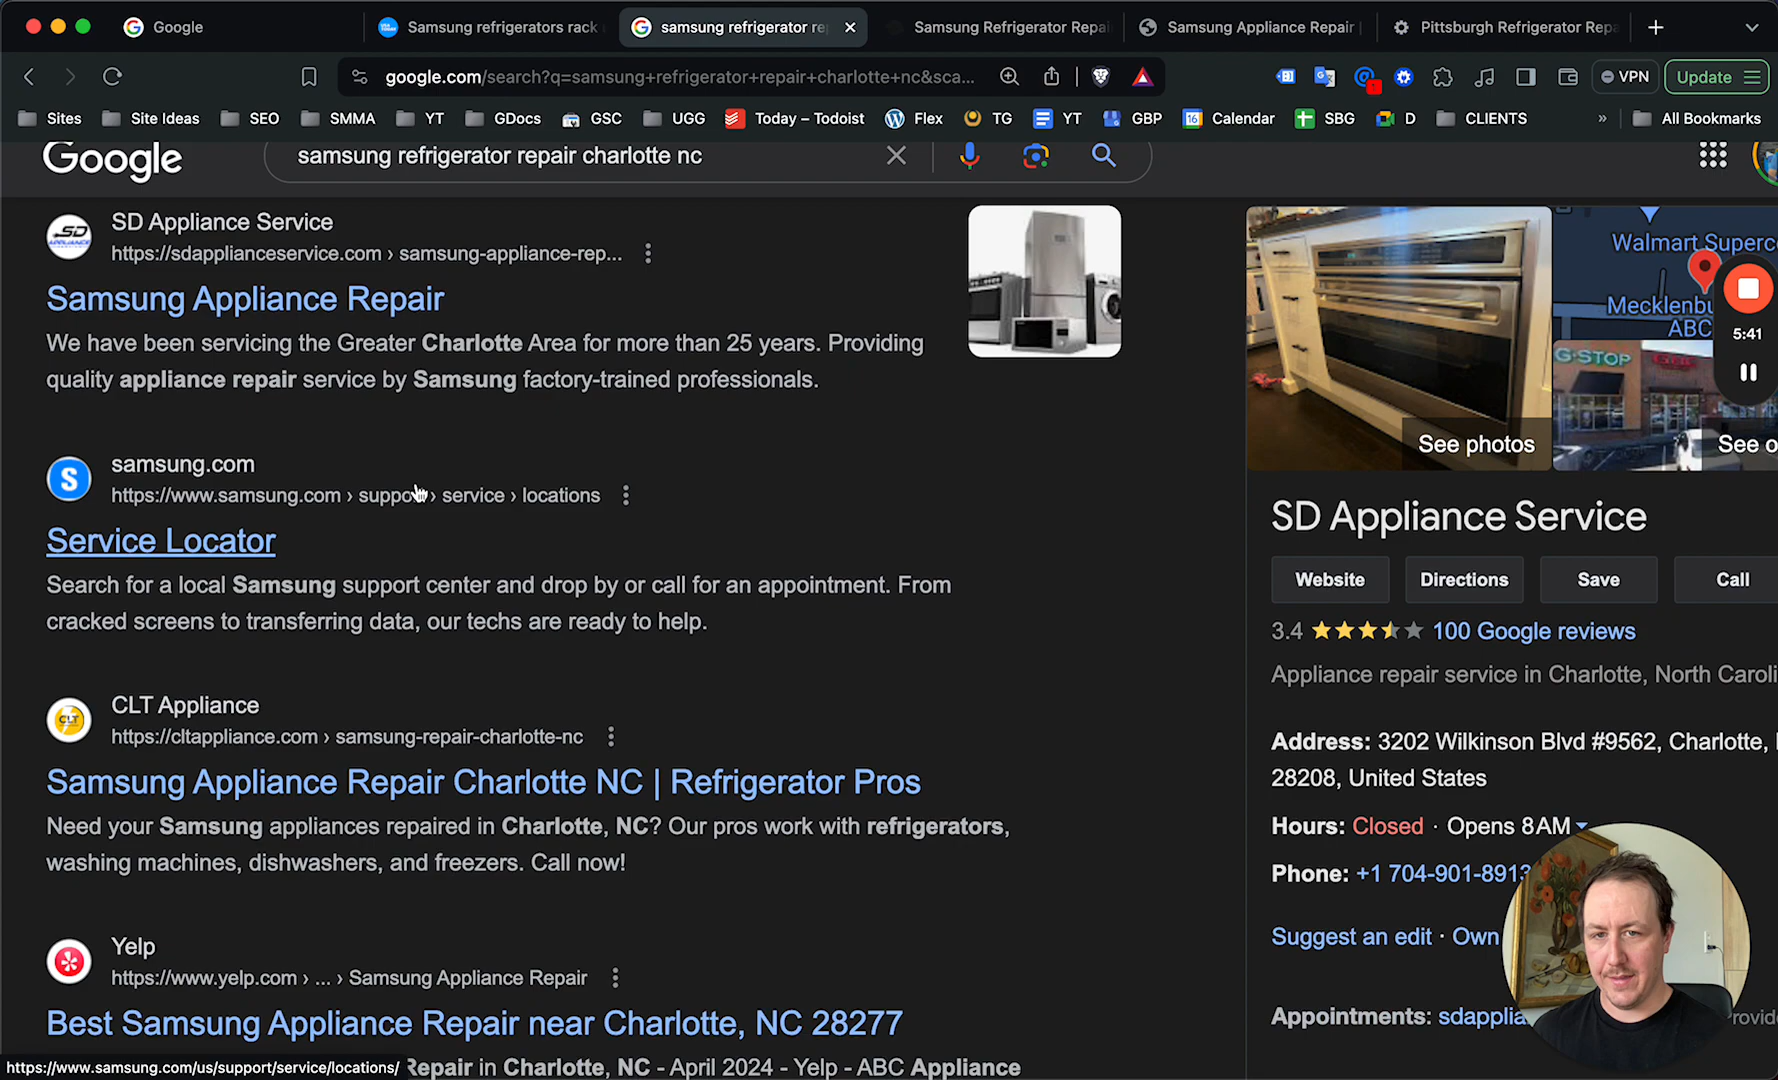 Google
Samsung refrigerators rack
samsung refrigerator re
Samsung Refrigerator Repai
Samsung Appliance Repair |
Pittsburgh Refrigerator Repa
google.com/search?q=samsung+refrigerator+repair+charlotte+nc&sca...
VPN
Update
Sites
Site Ideas
SEO
SMMA
YT
GDocs
GSC
UGG
Today – Todoist
Flex
TG
YT
GBP
Calendar
SBG
D
CLIENTS
»
All Bookmarks
Google
samsung refrigerator repair charlotte nc
SD Appliance Service
https://sdapplianceservice.com › samsung-appliance-rep...
Samsung Appliance Repair
We have been servicing the Greater Charlotte Area for more than 25 years. Providing
quality appliance repair service by Samsung factory-trained professionals.
samsung.com
https://www.samsung.com › support › service › locations
Service Locator
Search for a local Samsung support center and drop by or call for an appointment. From
cracked screens to transferring data, our techs are ready to help.
CLT Appliance
https://cltappliance.com › samsung-repair-charlotte-nc
Samsung Appliance Repair Charlotte NC | Refrigerator Pros
Need your Samsung appliances repaired in Charlotte, NC? Our pros work with refrigerators,
washing machines, dishwashers, and freezers. Call now!
Yelp
https://www.yelp.com › ... › Samsung Appliance Repair
Best Samsung Appliance Repair near Charlotte, NC 28277
Repair in Charlotte, NC - April 2024 - Yelp - ABC Appliance
https://www.samsung.com/us/support/service/locations/
Walmart Superc
Mecklenbu
ABC
G-STOP
5:41
See photos
See o
SD Appliance Service
Website
Directions
Save
Call
3.4
100 Google reviews
Appliance repair service in Charlotte, North Caroli
Address: 3202 Wilkinson Blvd #9562, Charlotte,
28208, United States
Hours: Closed · Opens 8 AM
Phone: +1 704-901-8913
Suggest an edit · Own
Appointments: sdapplia
rovide